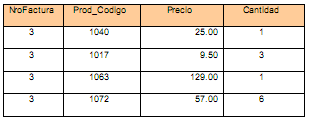 NroFactura Prod_Codigo Precio Cantidad
3 1040 25.00 1
3 1017 9.50 3
3 1063 129.00 1
3 1072 57.00 6